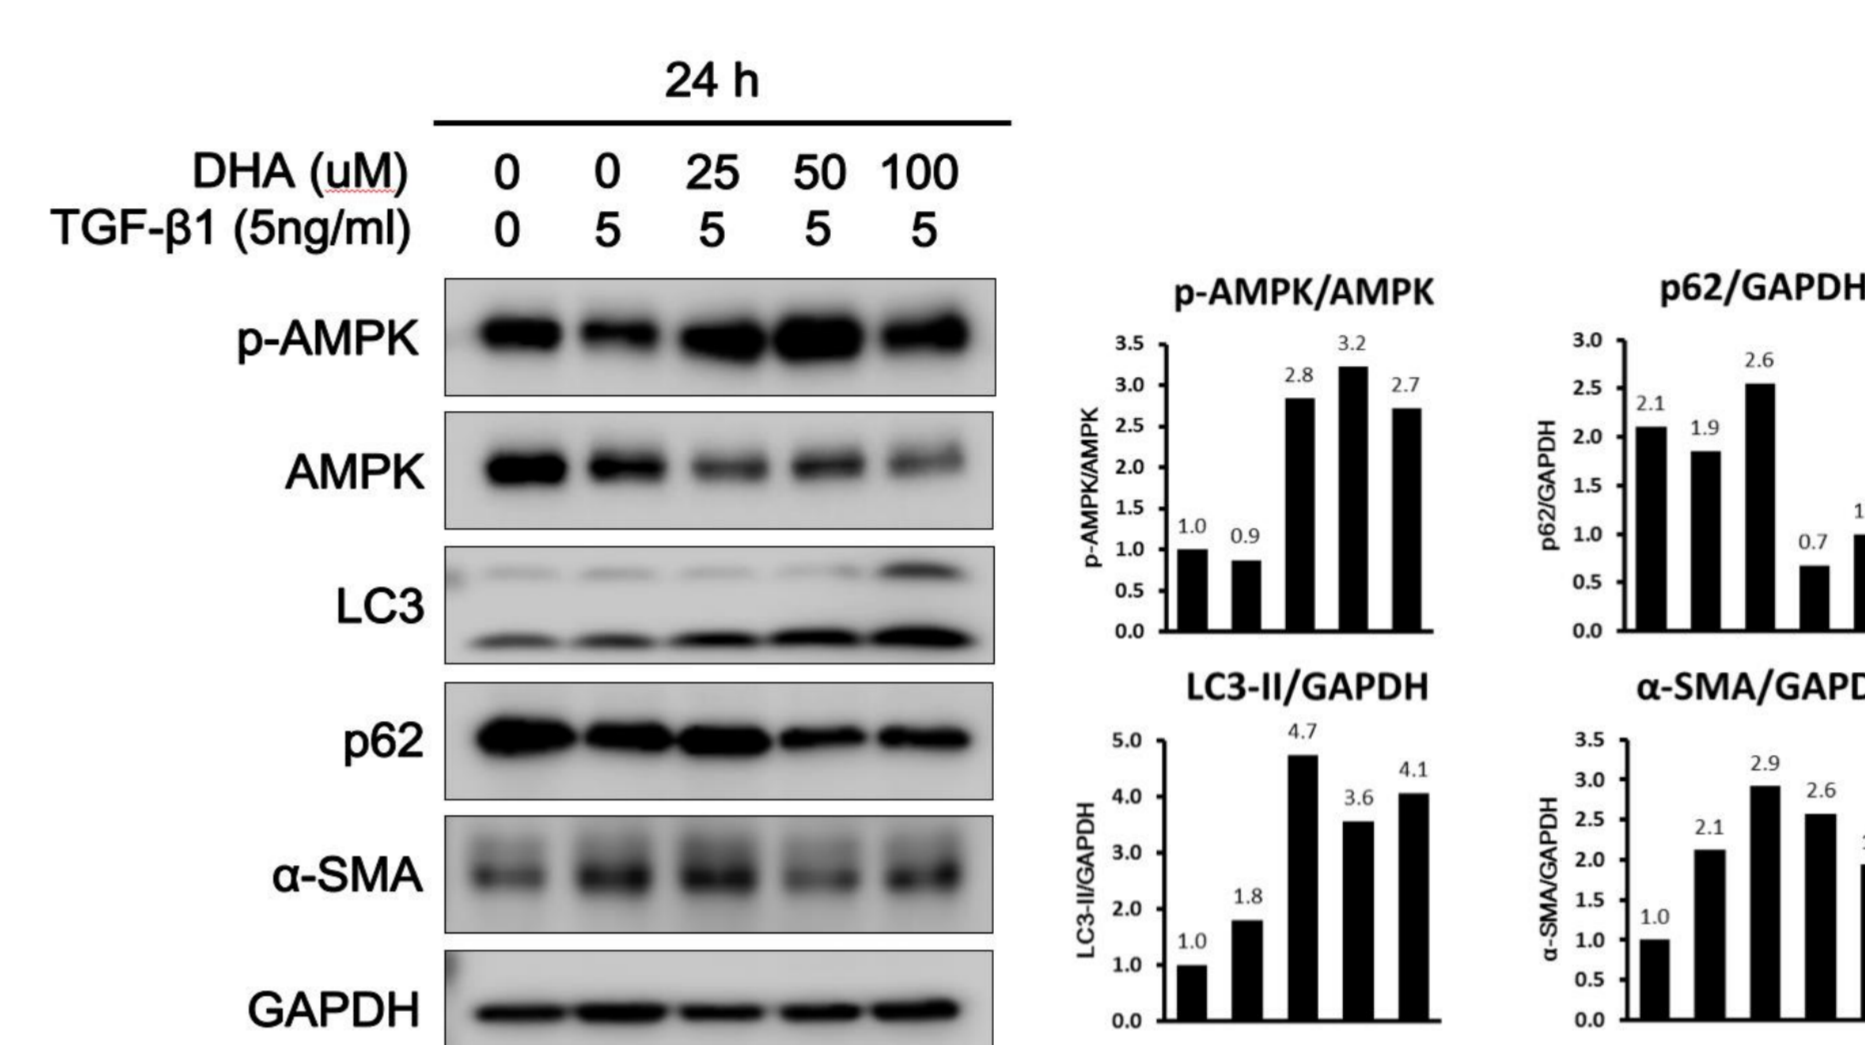 24 h
DHA (uM) 0 0 25 50 100
TGF-β1 (5ng/ml) 0 5 5 5 5
p-AMPK
AMPK
LC3
p62
α-SMA
GAPDH
p-AMPK/AMPK
p-AMPK/AMPK
3.5
3.0
2.5
2.0
1.5
1.0
0.5
0.0
1.0 0.9 2.8 3.2 2.7
p62/GAPDH
p62/GAPDH
3.0
2.5
2.0
1.5
1.0
0.5
0.0
2.1 1.9 2.6 0.7
LC3-II/GAPDH
LC3-II/GAPDH
5.0
4.0
3.0
2.0
1.0
0.0
1.0 1.8 4.7 3.6 4.1
α-SMA/GAPD
α-SMA/GAPDH
3.5
3.0
2.5
2.0
1.5
1.0
0.5
0.0
1.0 2.1 2.9 2.6